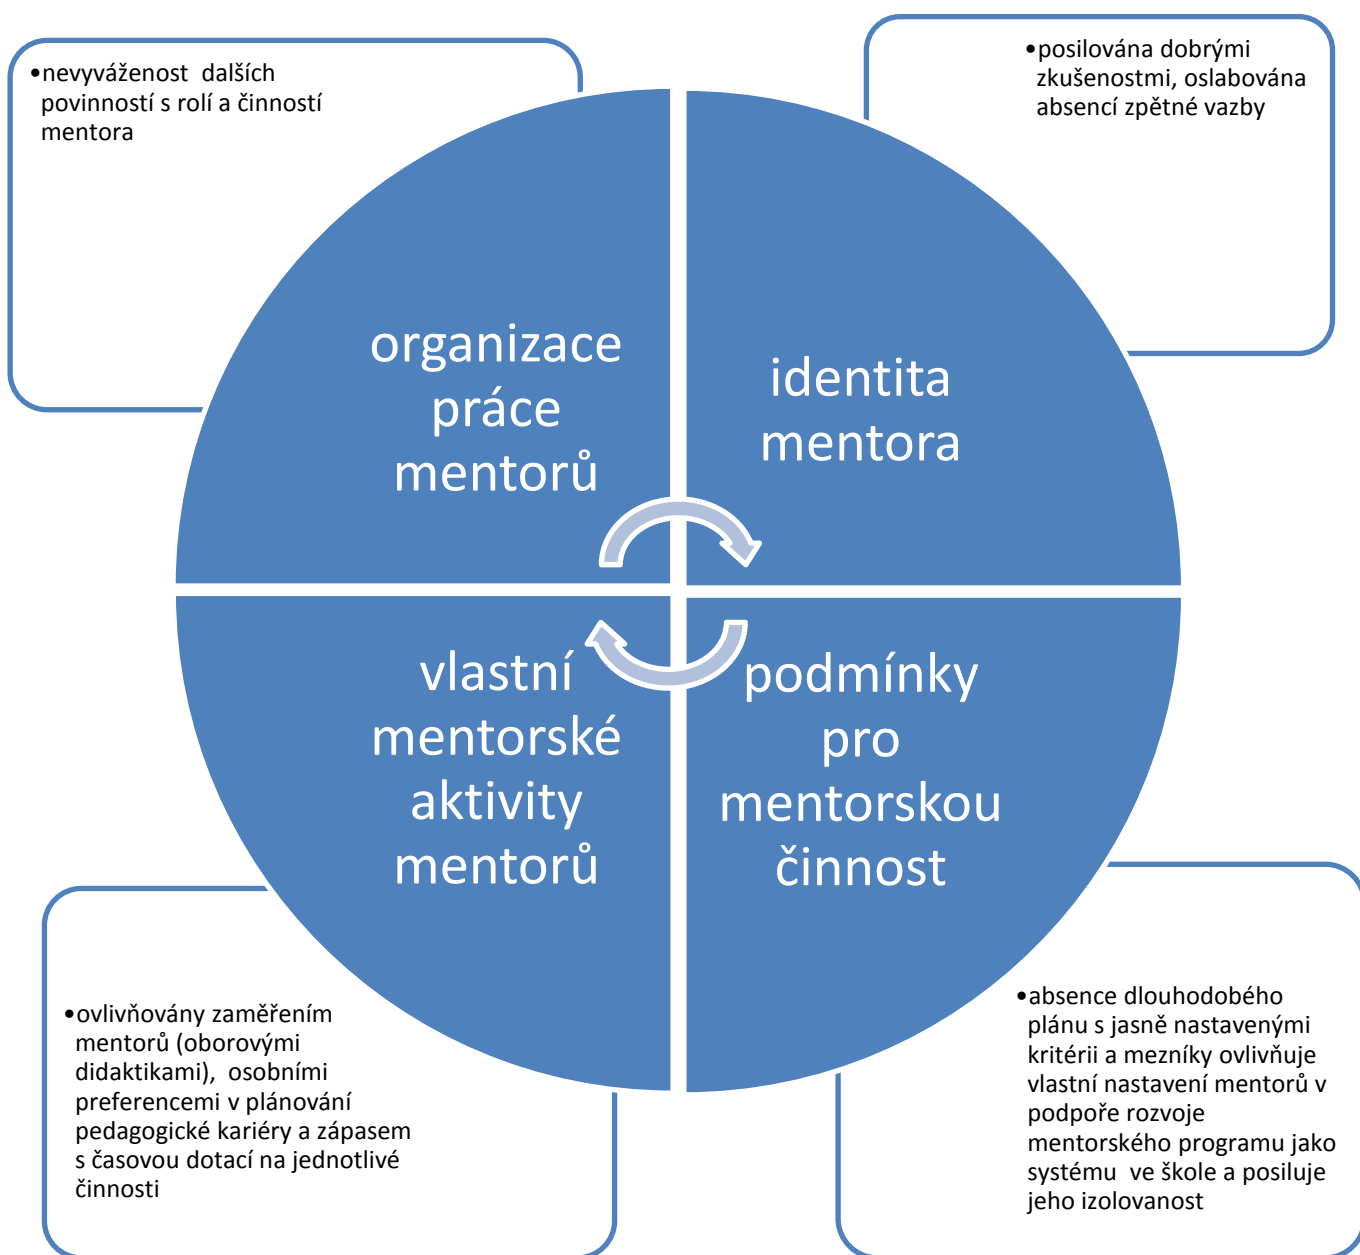 •nevyváženost dalších
povinností s rolí a činností
mentora
•posilována dobrými
zkušenostmi, oslabována
absencí zpětné vazby
organizace
práce
mentorů
identita
mentora
vlastní
mentorské
aktivity
mentorů
podmínky
pro
mentorskou
činnost
•ovlivňovány zaměřením
mentorů (oborovými
didaktikami), osobními
preferencemi v plánování
pedagogické kariéry a zápasem
s časovou dotací na jednotlivé
činnosti
•absence dlouhodobého
plánu s jasně nastavenými
kritérii a mezníky ovlivňuje
vlastní nastavení mentorů v
podpoře rozvoje
mentorského programu jako
systému ve škole a posiluje
jeho izolovanost